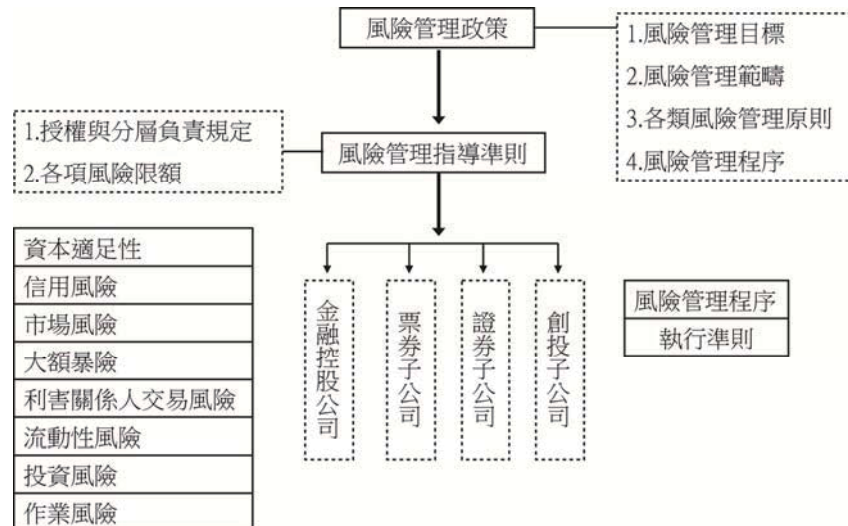 風險管理政策
1.風險管理目標
2.風險管理範疇
3.各類風險管理原則
4.風險管理程序
1.授權與分層負責規定
2.各項風險限額
風險管理指導準則
資本適足性
信用風險
市場風險
大額暴險
利害關係人交易風險
流動性風險
投資風險
作業風險
金融控股公司
票券子公司
證券子公司
創投子公司
風險管理程序
執行準則